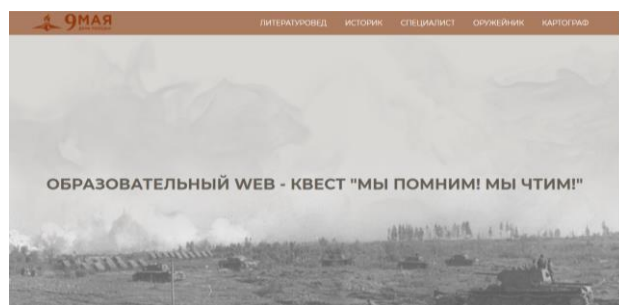 9МАЯ
ЛИТЕРАТУРОВЕД ИСТОРИК СПЕЦИАЛИСТ ОРУЖЕЙНИК КАРТОГРАФ
ОБРАЗОВАТЕЛЬНЫЙ WEB - КВЕСТ "МЫ ПОМНИМ! МЫ ЧТИМ!"